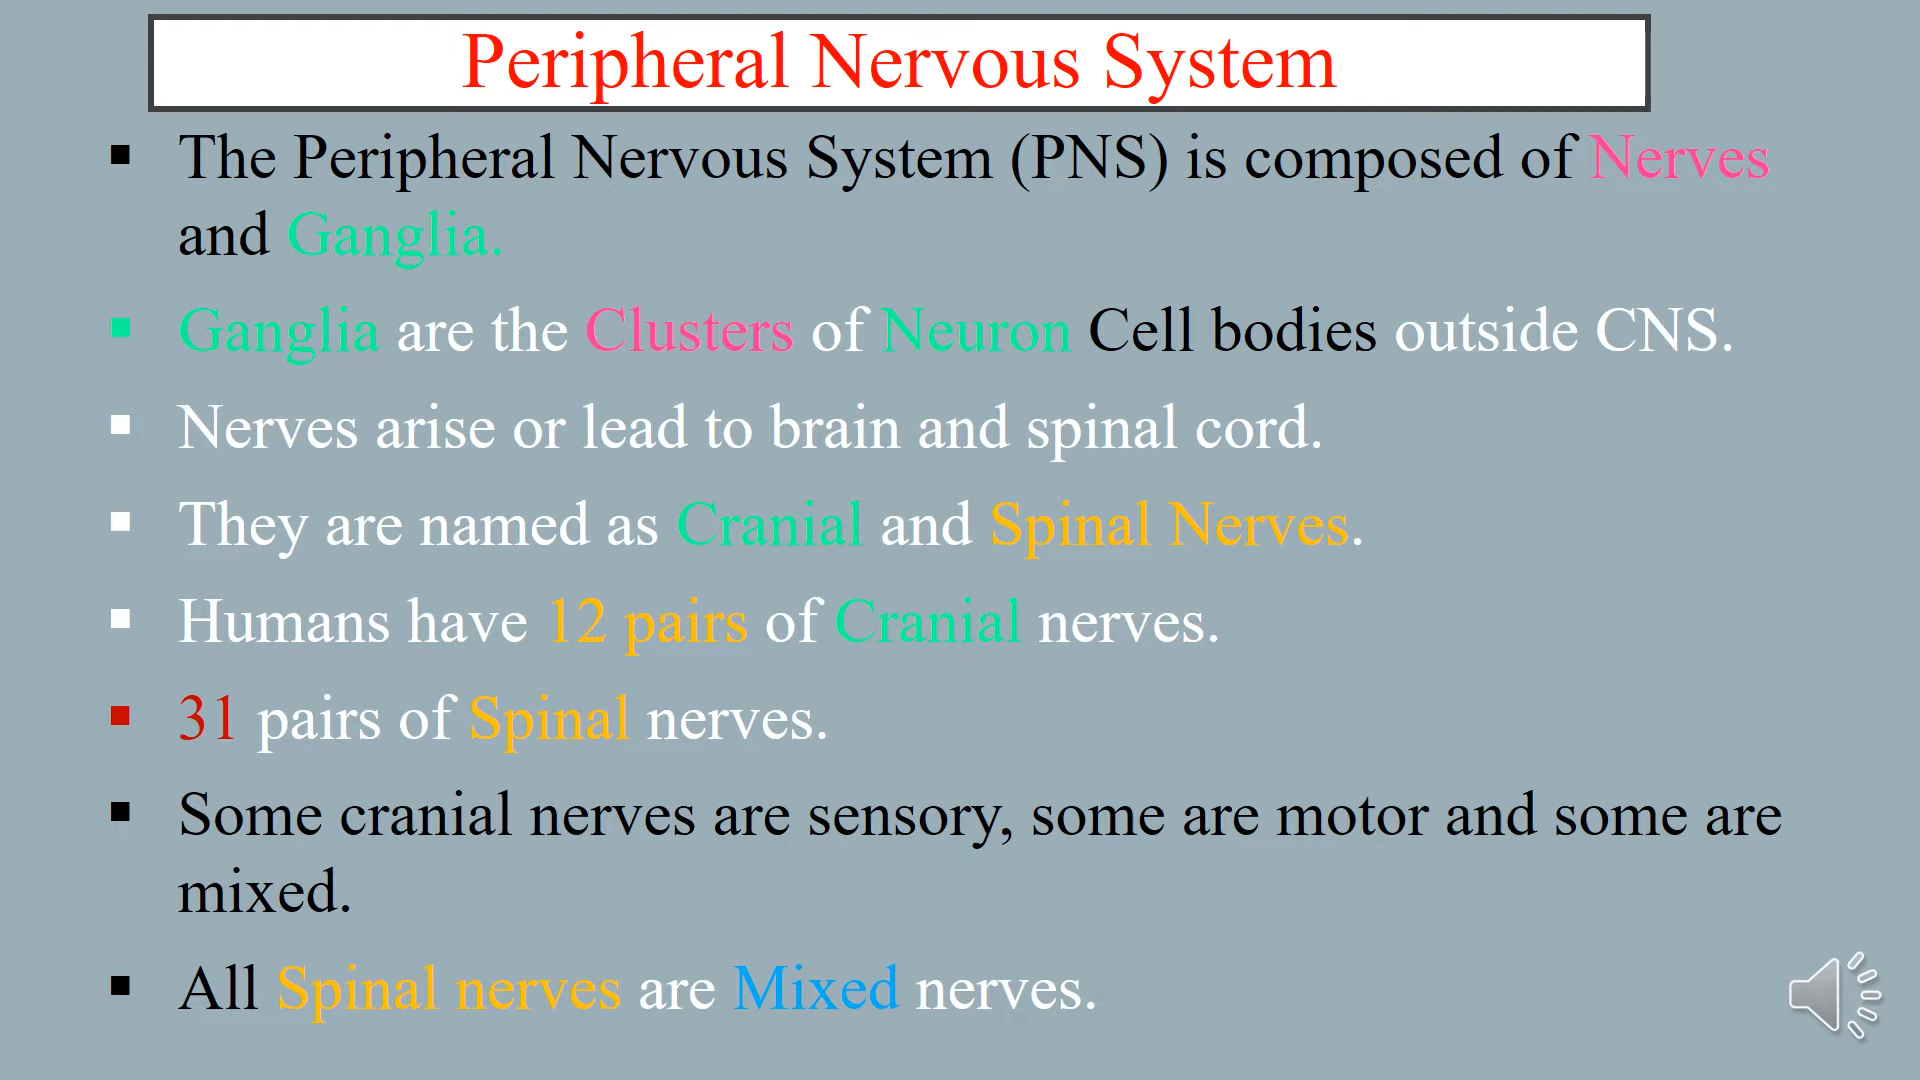 Peripheral Nervous System
▪ The Peripheral Nervous System (PNS) is composed of Nerves
and Ganglia.
▪ Ganglia are the Clusters of Neuron Cell bodies outside CNS.
▪ Nerves arise or lead to brain and spinal cord.
▪ They are named as Cranial and Spinal Nerves.
▪ Humans have 12 pairs of Cranial nerves.
▪ 31 pairs of Spinal nerves.
▪ Some cranial nerves are sensory, some are motor and some are
mixed.
▪ All Spinal nerves are Mixed nerves.